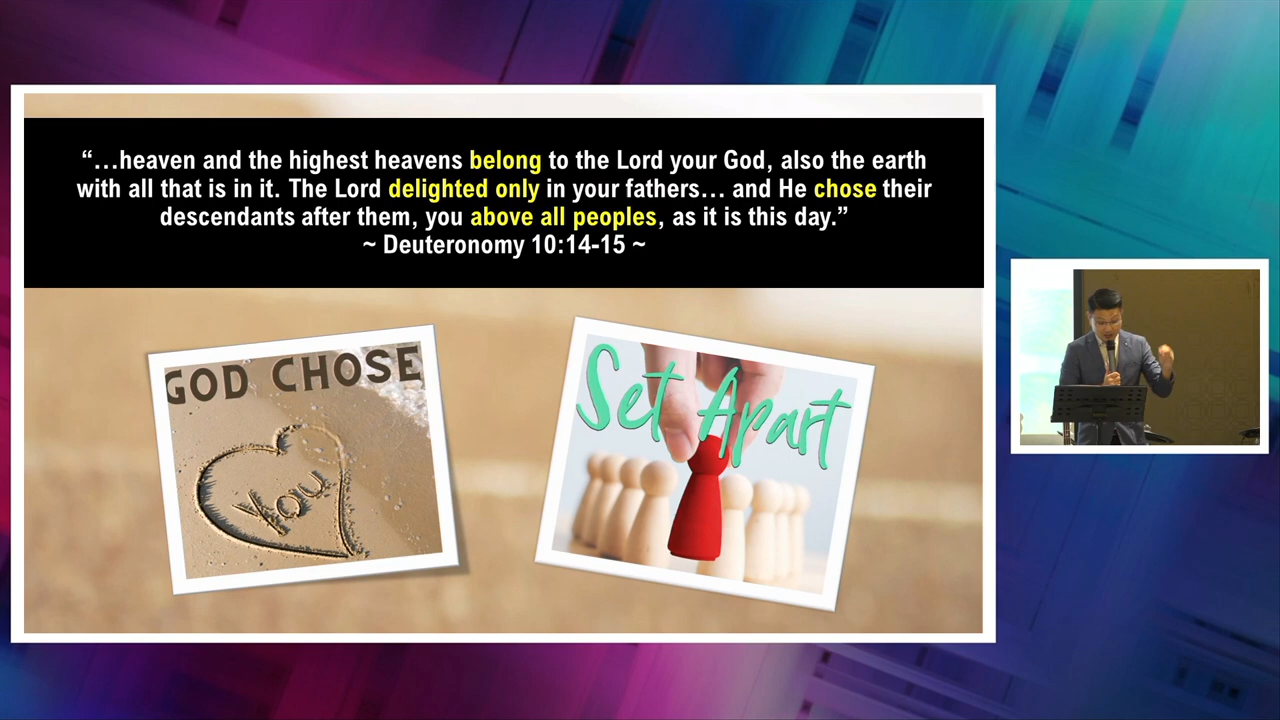 “…heaven and the highest heavens belong to the Lord your God, also the earth
with all that is in it. The Lord delighted only in your fathers… and He chose their
descendants after them, you above all peoples, as it is this day.”
~ Deuteronomy 10:14-15 ~
GOD CHOSE
You
Set Apart